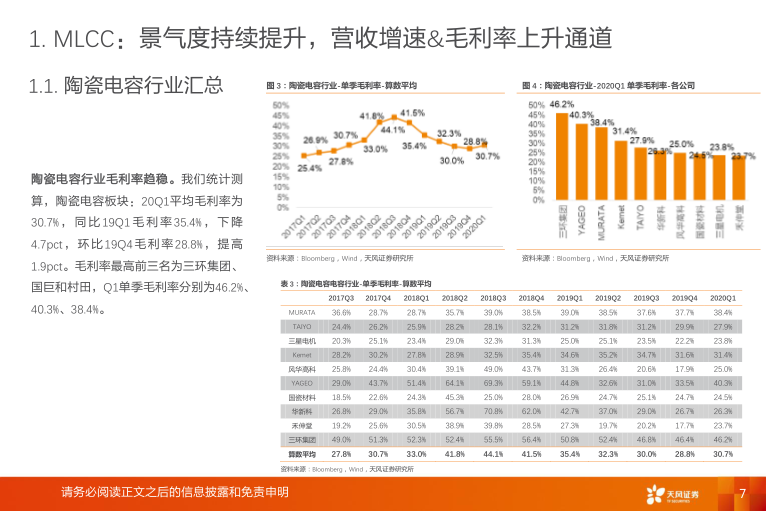 1. MLCC：景气度持续提升，营收增速&毛利率上升通道
1.1. 陶瓷电容行业汇总
陶瓷电容行业毛利率趋稳。我们统计测
算，陶瓷电容板块：20Q1平均毛利率为
30.7%，同比19Q1毛利率35.4%，下降
4.7pct，环比19Q4毛利率28.8%，提高
1.9pct。毛利率最高前三名为三环集团、
国巨和村田，Q1单季毛利率分别为46.2%、
40.3%、38.4%。
图 3：陶瓷电容行业-单季毛利率-算数平均
50%
45%
40%
35%
30%
25%
20%
15%
10%
5%
0%
25.4%
26.9%
27.8%
30.7%
33.0%
41.8%
44.1%
41.5%
35.4%
32.3%
30.0%
28.8%
30.7%
2017Q1
2017Q2
2017Q3
2017Q4
2018Q1
2018Q2
2018Q3
2018Q4
2019Q1
2019Q2
2019Q3
2019Q4
2020Q1
资料来源：Bloomberg，Wind，天风证券研究所
图 4：陶瓷电容行业-2020Q1 单季毛利率-各公司
50%
45%
40%
35%
30%
25%
20%
15%
10%
5%
0%
46.2%
40.3%
38.4%
31.4%
27.9%
26.3%
25.0%
24.5%
23.8%
23.7%
三环集团
YAGEO
MURATA
Kemet
TAIYO
华新科
风华高科
国瓷材料
三星电机
禾伸堂
资料来源：Bloomberg，Wind，天风证券研究所
表 3：陶瓷电容电容行业-单季毛利率-算数平均
2017Q3 2017Q4 2018Q1 2018Q2 2018Q3 2018Q4 2019Q1 2019Q2 2019Q3 2019Q4 2020Q1
MURATA 36.6% 28.7% 28.7% 35.7% 39.0% 38.5% 39.0% 38.5% 37.6% 37.7% 38.4%
TAIYO 24.4% 26.2% 25.9% 28.2% 28.1% 32.2% 31.2% 31.8% 31.2% 29.9% 27.9%
三星电机 20.3% 25.1% 23.4% 29.0% 32.3% 31.3% 25.0% 25.1% 23.5% 22.2% 23.8%
Kemet 28.2% 30.2% 27.8% 28.9% 32.5% 35.4% 34.6% 35.2% 34.7% 31.6% 31.4%
风华高科 25.8% 24.4% 30.4% 39.1% 49.0% 43.7% 31.3% 26.4% 20.6% 17.9% 25.0%
YAGEO 29.0% 43.7% 51.4% 64.1% 69.3% 59.1% 44.8% 32.6% 31.0% 33.5% 40.3%
国瓷材料 18.5% 22.6% 24.3% 45.3% 25.0% 28.0% 26.9% 24.7% 25.1% 24.7% 24.5%
华新科 26.8% 29.0% 35.8% 56.7% 70.8% 62.0% 42.7% 37.0% 29.0% 26.7% 26.3%
禾伸堂 19.2% 25.6% 30.5% 38.9% 39.8% 28.5% 27.3% 19.7% 20.2% 17.7% 23.7%
三环集团 49.0% 51.3% 52.3% 52.4% 55.5% 56.4% 50.8% 52.4% 46.8% 46.4% 46.2%
算数平均 27.8% 30.7% 33.0% 41.8% 44.1% 41.5% 35.4% 32.3% 30.0% 28.8% 30.7%
资料来源：Bloomberg，Wind，天风证券研究所
请务必阅读正文之后的信息披露和免责申明
天风证券
TF SECURITIES
7